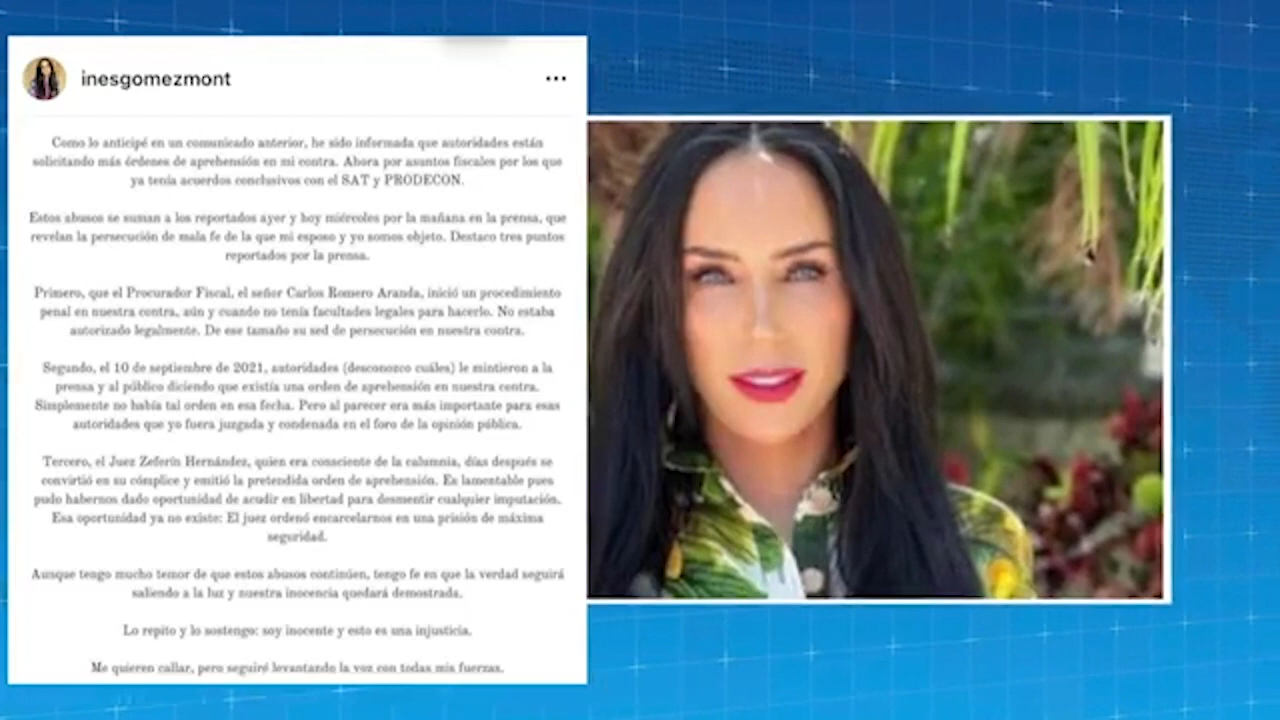 inesgomezmont
Como lo anticipé en un comunicado anterior, he sido informada que autoridades están
solicitando más órdenes de aprehensión en mi contra. Ahora por asuntos fiscales por los que
ya tenía acuerdos conclusivos con el SAT y PRODECON.
Estos abusos se suman a los reportados ayer y hoy miércoles por la mañana en la prensa, que
revelan la persecución de mala fe de la que mi esposo y yo somos objeto. Destaco tres puntos
reportados por la prensa.
Primero, que el Procurador Fiscal, el señor Carlos Romero Aranda, inició un procedimiento
penal en nuestra contra, aún y cuando no tenía facultades legales para hacerlo. No estaba
autorizado legalmente. De ese tamaño su sed de persecución en nuestra contra.
Segundo, el 10 de septiembre de 2021, autoridades (desconozco cuáles) le mintieron a la
prensa y al público diciendo que existía una orden de aprehensión en nuestra contra.
Simplemente no había tal orden en esa fecha. Pero al parecer era más importante para esas
autoridades que yo fuera juzgada y condenada en el foro de la opinión pública.
Tercero, el Juez Zeferín Hernández, quien era consciente de la calumnia, días después se
convirtió en su cómplice y emitió la pretendida orden de aprehensión. Es lamentable pues
pudo habernos dado oportunidad de acudir en libertad para desmentir cualquier imputación.
Esa oportunidad ya no existe: El juez ordenó encarcelarnos en una prisión de máxima
seguridad.
Aunque tengo mucho temor de que estos abusos continúen, tengo fe en que la verdad seguirá
saliendo a la luz y nuestra inocencia quedará demostrada.
Lo repito y lo sostengo: soy inocente y esto es una injusticia.
Me quieren callar, pero seguiré levantando la voz con todas mis fuerzas.